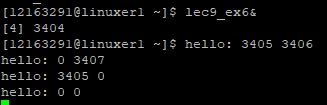 [12163291@linuxer1 ~]$ lec9_ex6&
[4] 3404
[12163291@linuxer1 ~]$ hello: 3405 3406
hello: 0 3407
hello: 3405 0
hello: 0 0